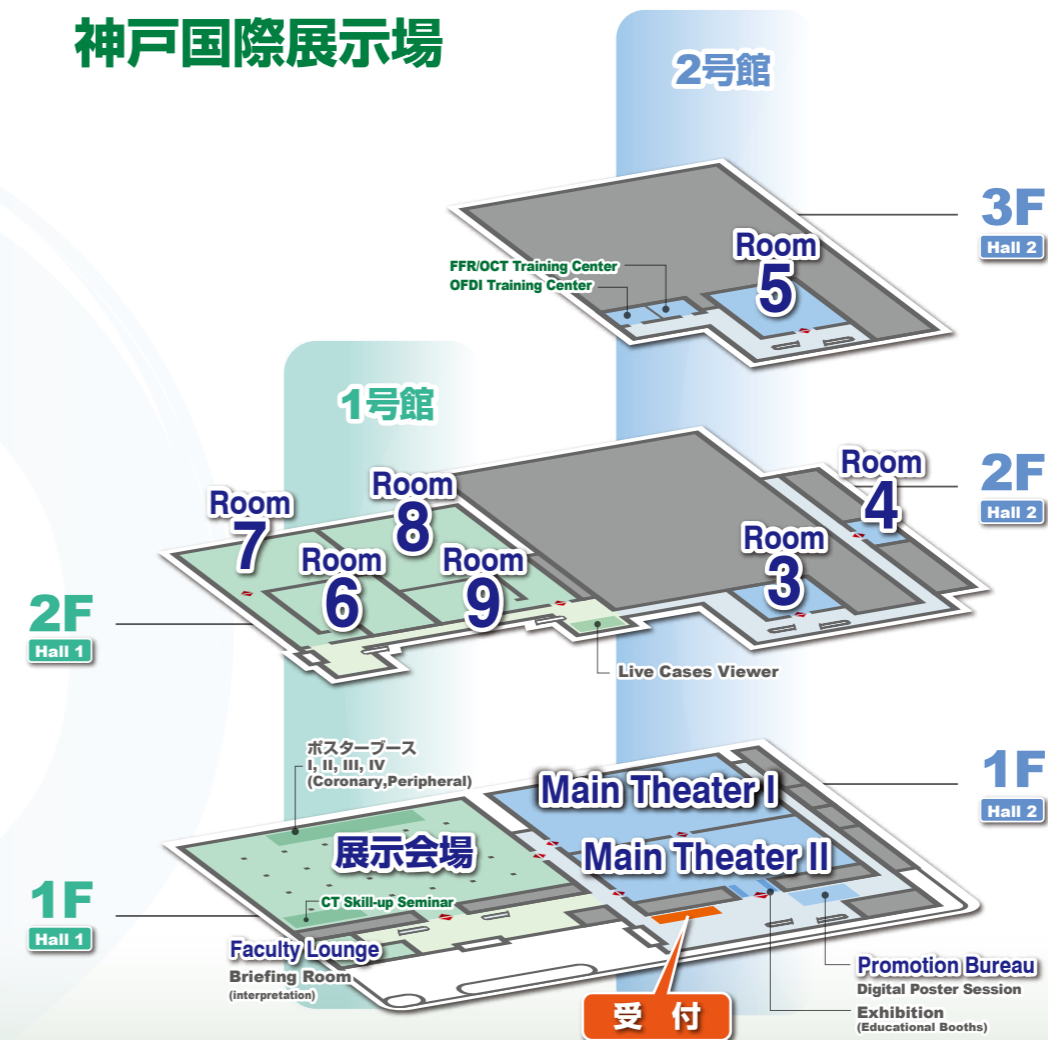 神戸国際展示場
2号館
3F
Hall 2
Room
5
FFR/OCT Training Center
OFDI Training Center
1号館
2F
Hall 2
Room
4
Room
3
Room
7
Room
8
Room
6
Room
9
2F
Hall 1
Live Cases Viewer
ポスターブース
I, II, III, IV
(Coronary,Peripheral)
1F
Hall 2
Main Theater I
Main Theater II
展示会場
CT Skill-up Seminar
1F
Hall 1
Faculty Lounge
Briefing Room
(interpretation)
受付
Promotion Bureau
Digital Poster Session
Exhibition
(Educational Booths)